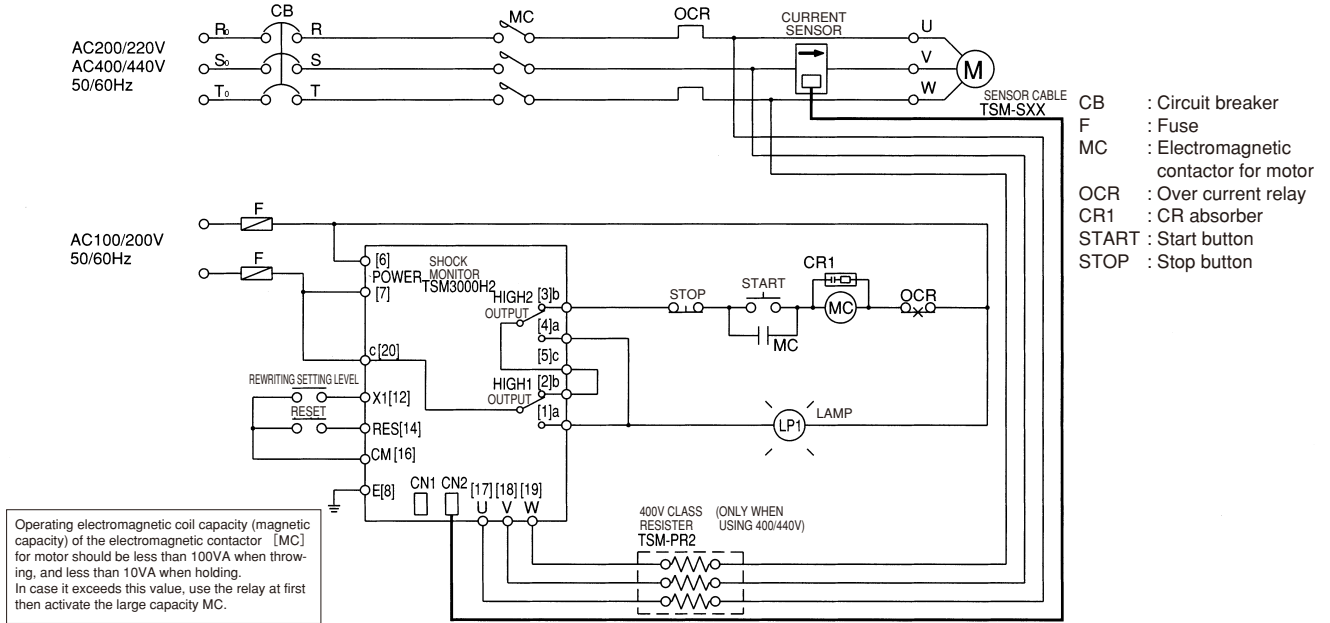 CB
MC
OCR
CURRENT
SENSOR
R₀
R
U
AC200/220V
AC400/440V
50/60Hz
S₀
S
V
M
T₀
T
W
SENSOR CABLE
TSM-SXX
CB : Circuit breaker
F : Fuse
MC : Electromagnetic
contactor for motor
OCR : Over current relay
CR1 : CR absorber
START : Start button
STOP : Stop button
AC100/200V
50/60Hz
F
F
[6]
POWER
[7]
SHOCK
MONITOR
TSM3000H2
HIGH2
OUTPUT
[3]b
[4]a
[5]c
HIGH1
OUTPUT
[2]b
[1]a
c[20]
STOP
START
MC
CR1
MC
OCR
LP1
LAMP
REWRITING SETTING LEVEL
X1[12]
RESET
RES[14]
CM [16]
E[8]
CN1
CN2
[17] [18] [19]
U V W
400V CLASS
RESISTER
TSM-PR2
(ONLY WHEN
USING 400/440V)
Operating electromagnetic coil capacity (magnetic
capacity) of the electromagnetic contactor [MC]
for motor should be less than 100VA when throw-
ing, and less than 10VA when holding.
In case it exceeds this value, use the relay at first
then activate the large capacity MC.